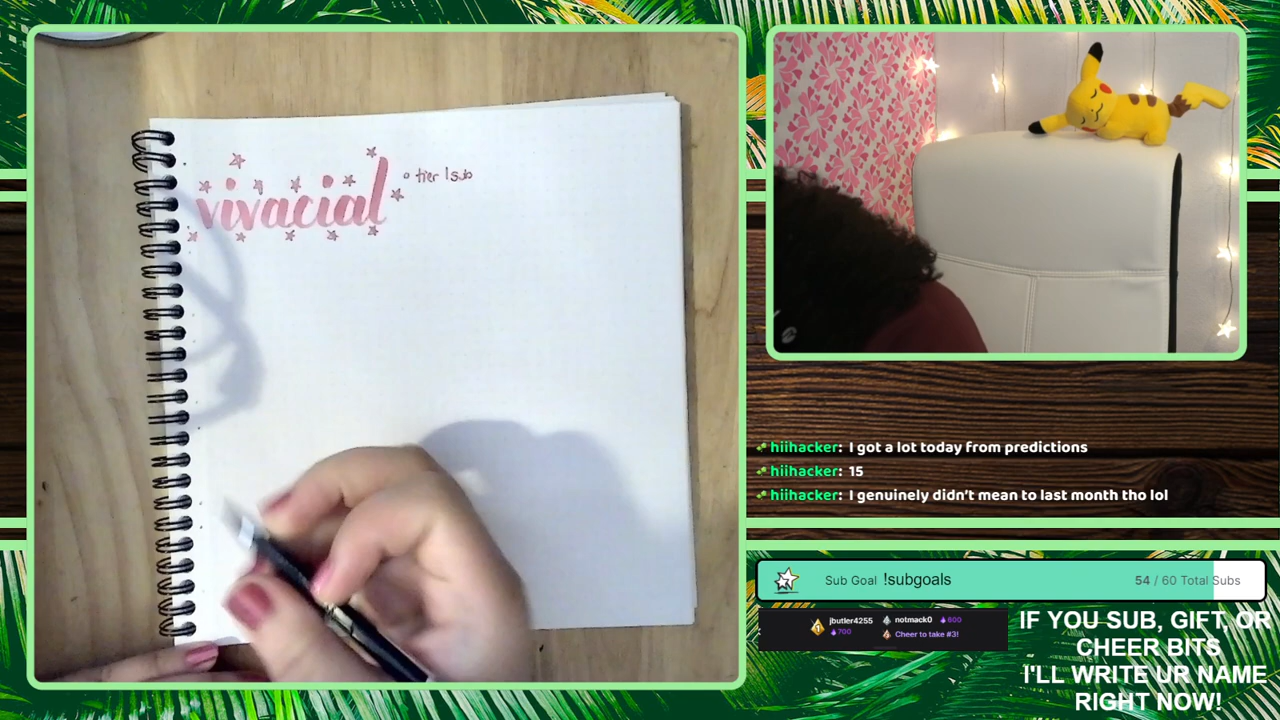 vivacial
tier 1 sub
hiihacker: I got a lot today from predictions
hiihacker: 15
hiihacker: I genuinely didn't mean to last month tho lol
Sub Goal !subgoals 54 / 60 Total Subs
1 jbutler4255 700
notmack0 600
Cheer to take #3!
IF YOU SUB, GIFT, OR
CHEER BITS
I'LL WRITE UR NAME
RIGHT NOW!